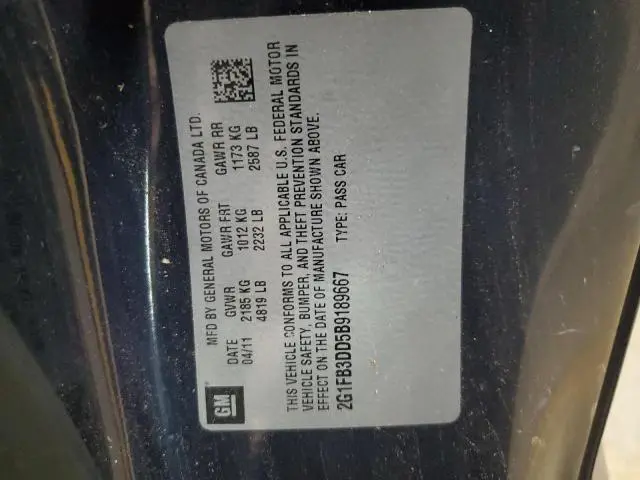 GM
MFD BY GENERAL MOTORS OF CANADA LTD.
DATE GVWR GAWR FRT GAWR RR
04/11 2185 KG 1012 KG 1173 KG
4819 LB 2232 LB 2587 LB
THIS VEHICLE CONFORMS TO ALL APPLICABLE U.S. FEDERAL MOTOR
VEHICLE SAFETY, BUMPER, AND THEFT PREVENTION STANDARDS IN
EFFECT ON THE DATE OF MANUFACTURE SHOWN ABOVE.
2G1FB3DD5B9189667 TYPE: PASS CAR